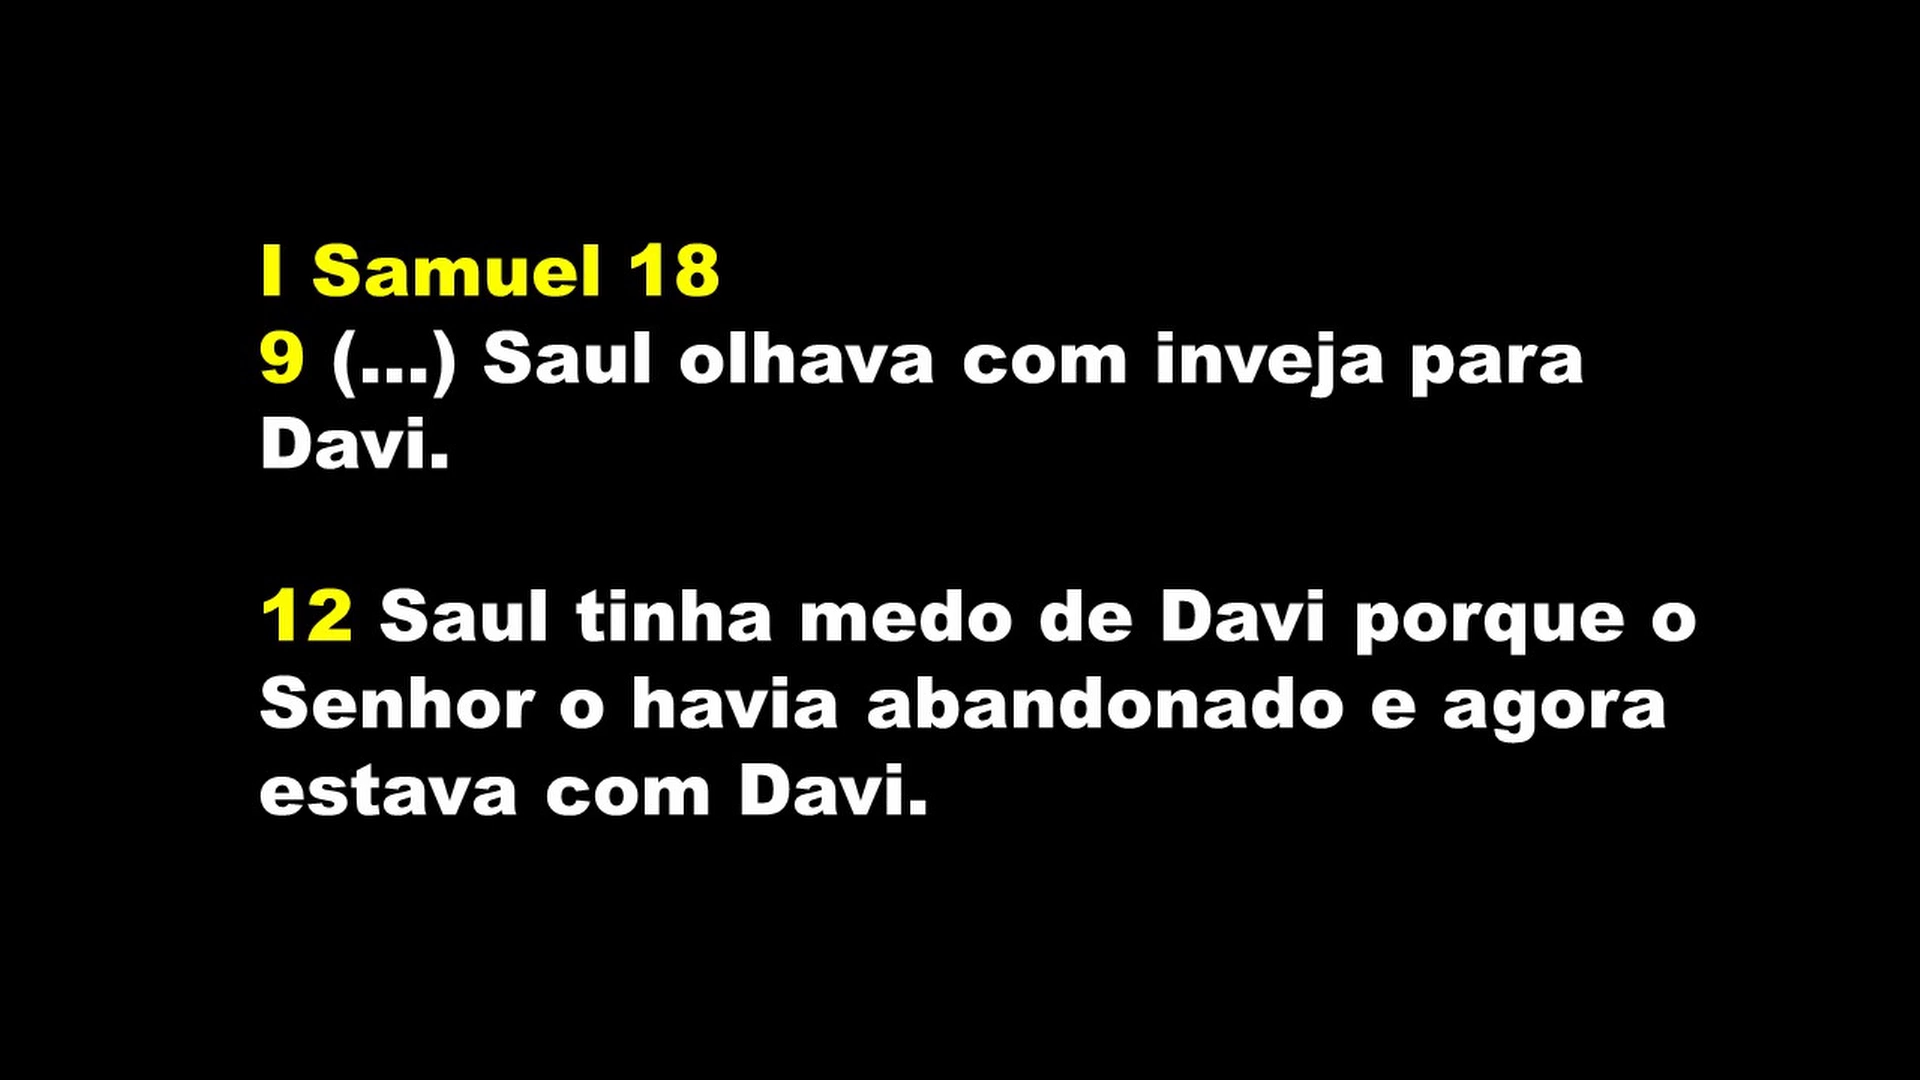 I Samuel 18
9 (...) Saul olhava com inveja para
Davi.
12 Saul tinha medo de Davi porque o
Senhor o havia abandonado e agora
estava com Davi.